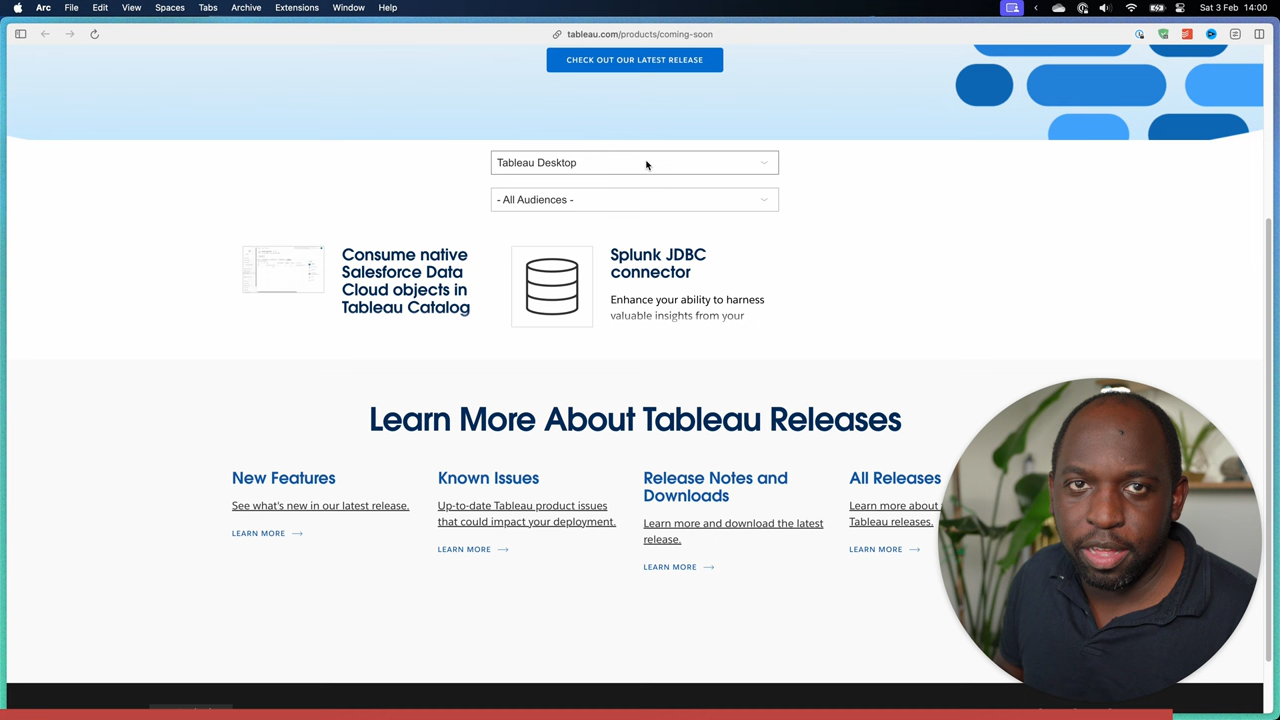 Arc File Edit View Spaces Tabs Archive Extensions Window Help Sat 3 Feb 14:00
tableau.com/products/coming-soon
CHECK OUT OUR LATEST RELEASE
Tableau Desktop
- All Audiences -
Consume native
Salesforce Data
Cloud objects in
Tableau Catalog
Splunk JDBC
connector
Enhance your ability to harness
valuable insights from your
Learn More About Tableau Releases
New Features
See what's new in our latest release.
LEARN MORE
Known Issues
Up-to-date Tableau product issues
that could impact your deployment.
LEARN MORE
Release Notes and
Downloads
Learn more and download the latest
release.
LEARN MORE
All Releases
Learn more about
Tableau releases.
LEARN MORE